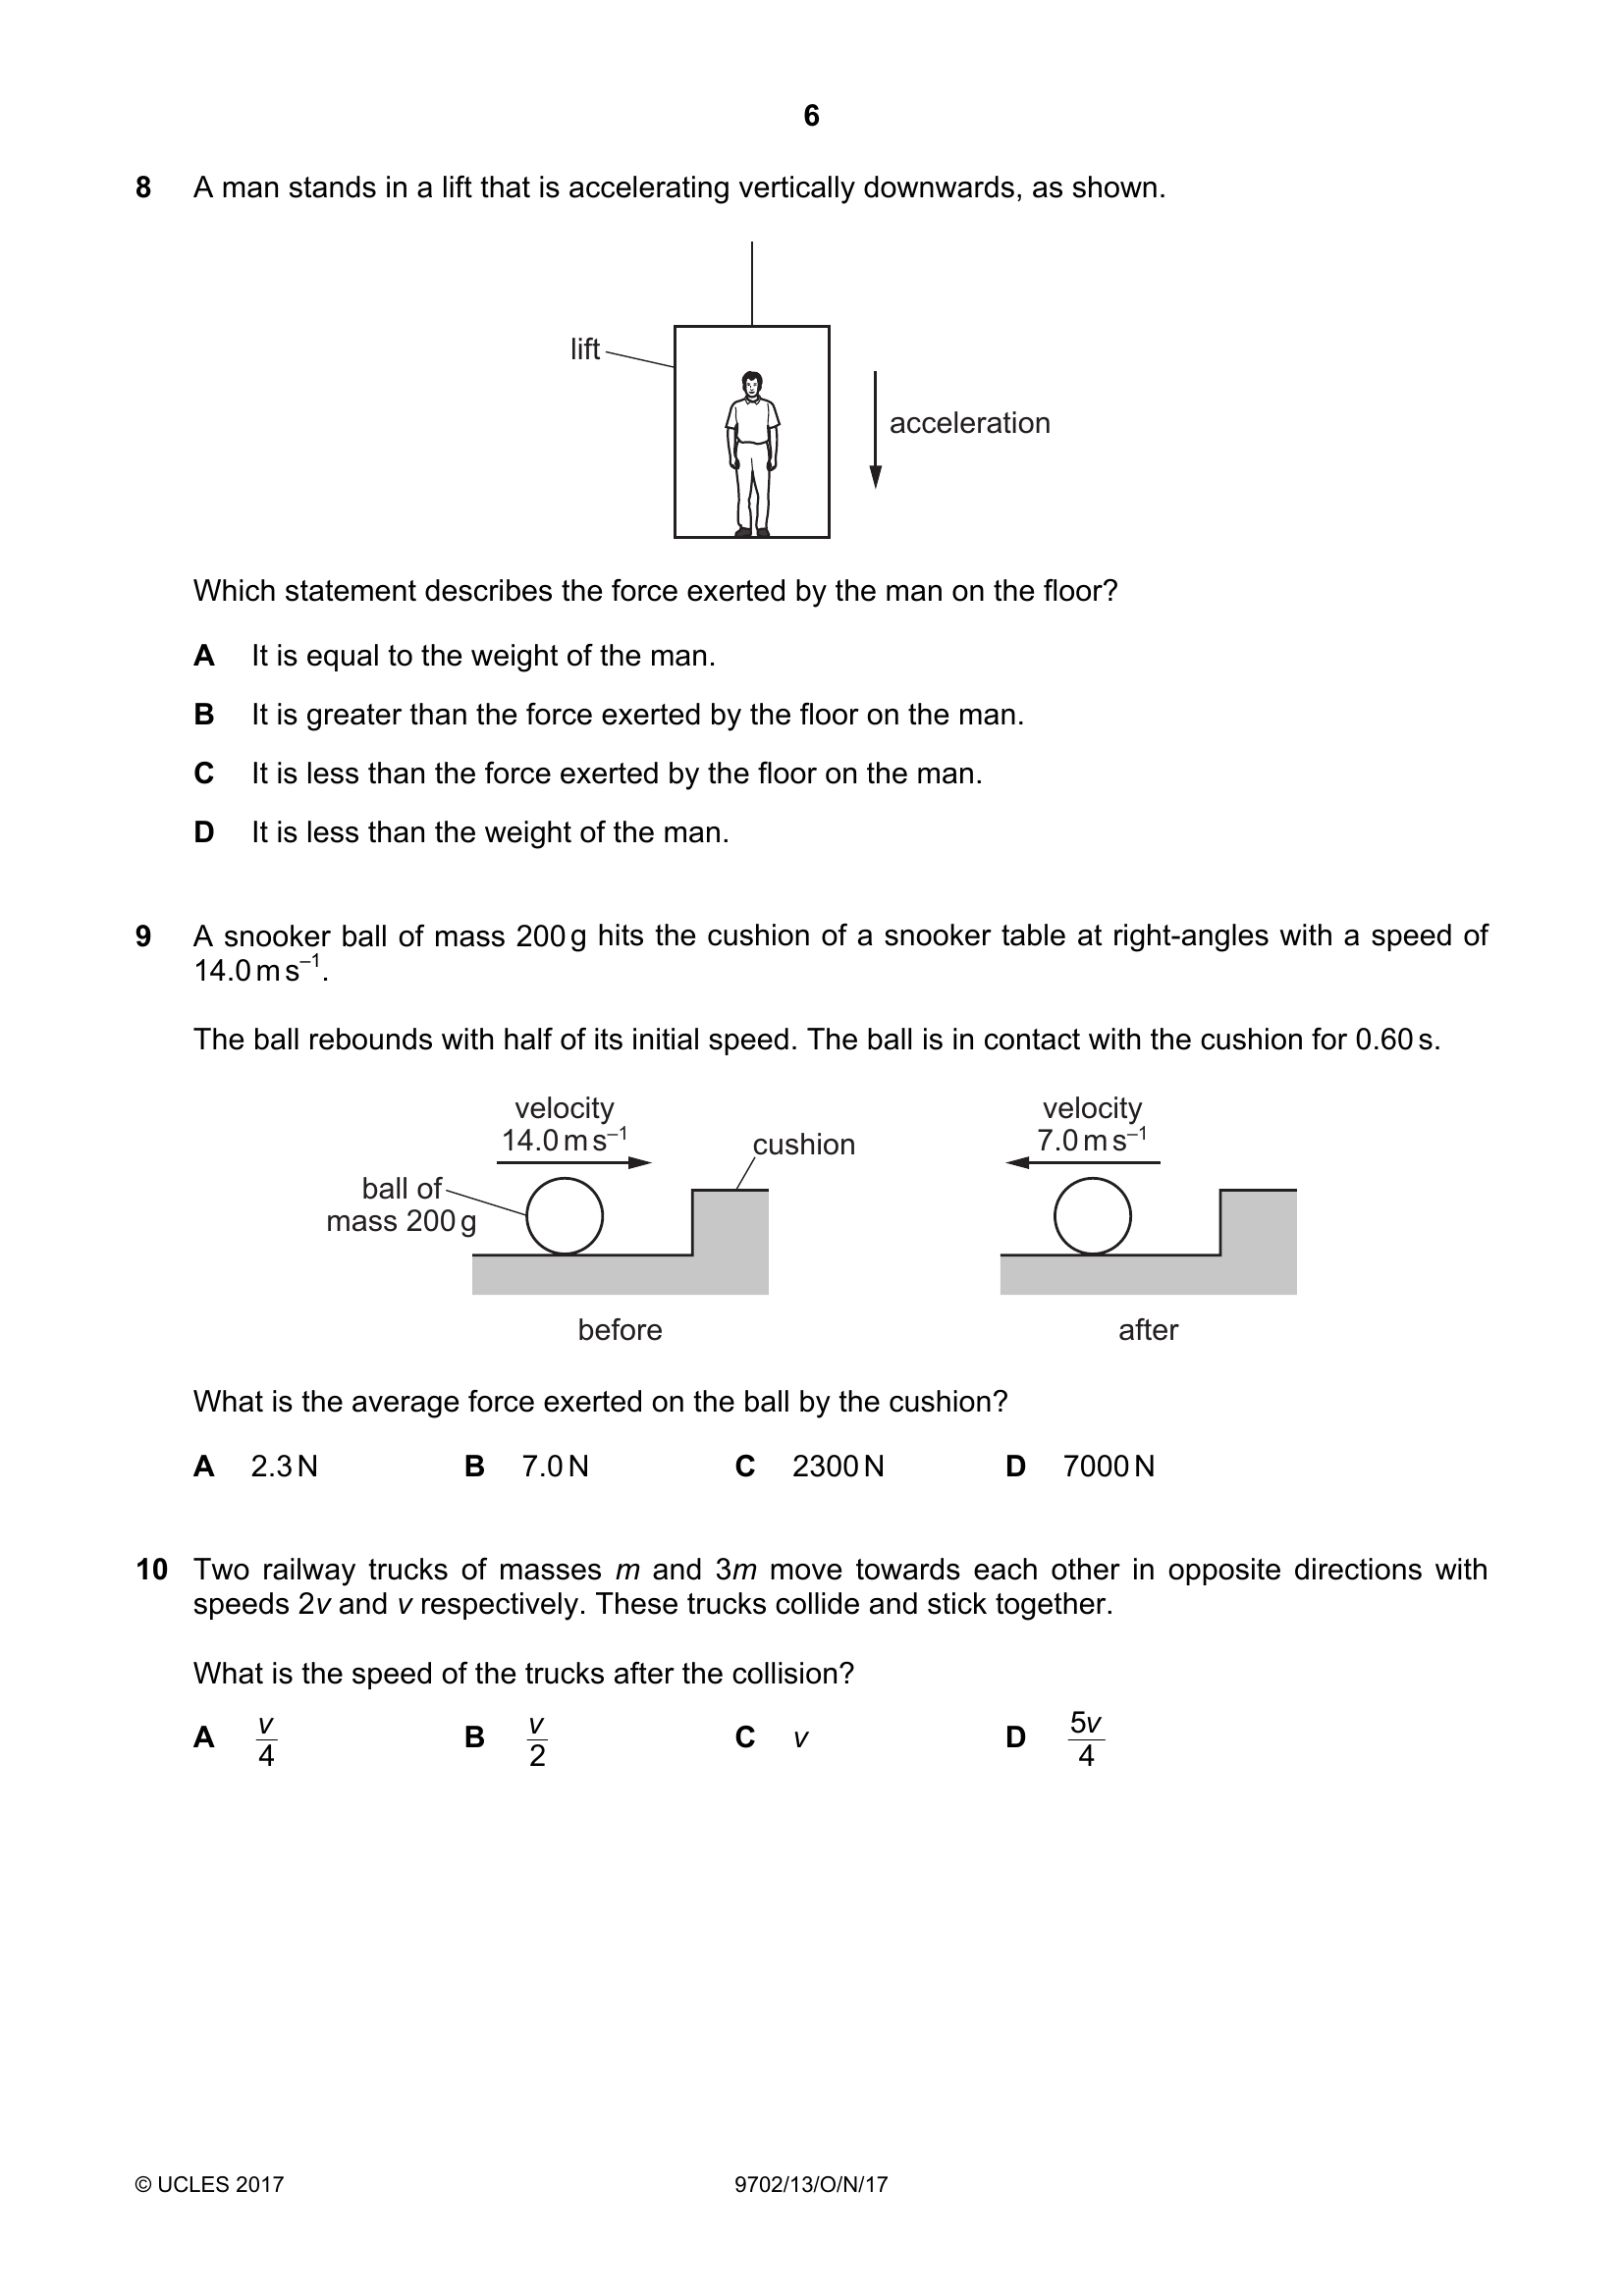 6
8 A man stands in a lift that is accelerating vertically downwards, as shown.
lift
acceleration
Which statement describes the force exerted by the man on the floor?
A It is equal to the weight of the man.
B It is greater than the force exerted by the floor on the man.
C It is less than the force exerted by the floor on the man.
D It is less than the weight of the man.
9 A snooker ball of mass 200 g hits the cushion of a snooker table at right-angles with a speed of
14.0 m s⁻¹.
The ball rebounds with half of its initial speed. The ball is in contact with the cushion for 0.60 s.
velocity
14.0 m s⁻¹
cushion
ball of
mass 200 g
before
velocity
7.0 m s⁻¹
after
What is the average force exerted on the ball by the cushion?
A 2.3 N B 7.0 N C 2300 N D 7000 N
10 Two railway trucks of masses m and 3m move towards each other in opposite directions with
speeds 2v and v respectively. These trucks collide and stick together.
What is the speed of the trucks after the collision?
A v/4 B v/2 C v D 5v/4
© UCLES 2017 9702/13/O/N/17